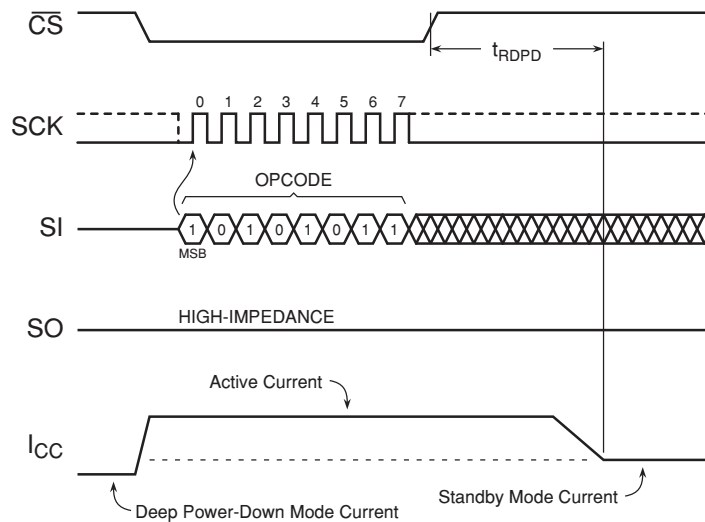 CS
tRDPD
0 1 2 3 4 5 6 7
SCK
OPCODE
SI
1 0 1 0 1 0 1 1
MSB
HIGH-IMPEDANCE
SO
Active Current
ICC
Deep Power-Down Mode Current
Standby Mode Current